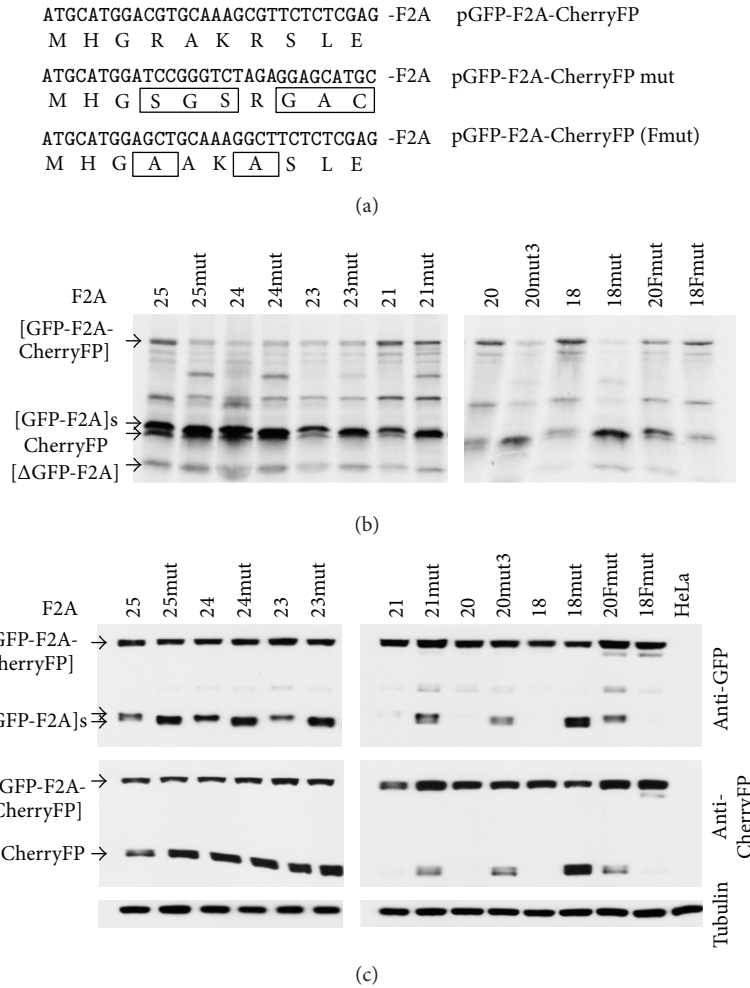 ATGCATGGACGTGCAAAGCGTTCTCTCGAG -F2A pGFP-F2A-CherryFP
M H G R A K R S L E
ATGCATGGATCCGGGTCTAGAGGAGCATGC -F2A pGFP-F2A-CherryFP mut
M H G S G S R G A C
ATGCATGGAGCTGCAAAGGCTTCTCTCGAG -F2A pGFP-F2A-CherryFP (Fmut)
M H G A A K A S L E
(a)
F2A 25 25mut 24 24mut 23 23mut 21 21mut 20 20mut3 18 18mut 20Fmut 18Fmut
[GFP-F2A-
CherryFP]
[GFP-F2A]s
CherryFP
[ΔGFP-F2A]
(b)
F2A 25 25mut 24 24mut 23 23mut 21 21mut 20 20mut3 18 18mut 20Fmut 18Fmut HeLa
GFP-F2A-
herryFP]
GFP-F2A]s
Anti-GFP
GFP-F2A-
CherryFP]
CherryFP
Anti-
CherryFP
Tubulin
(c)